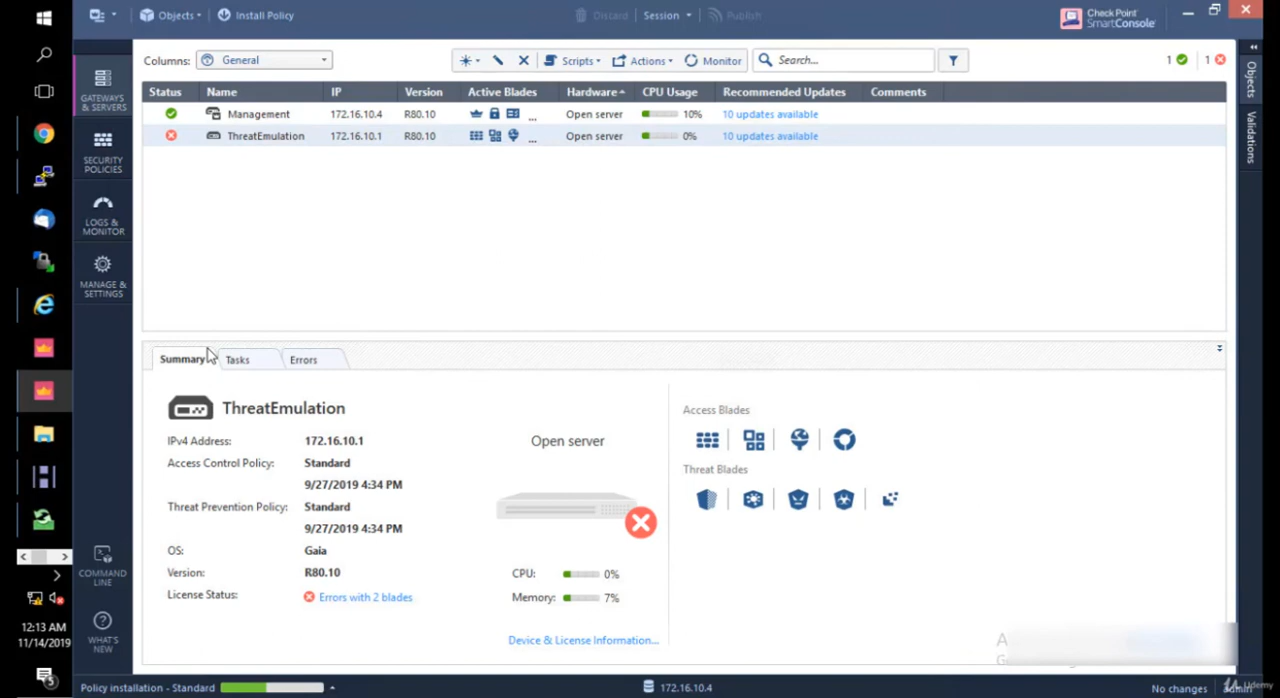 Objects
Install Policy
Discard
Session
Publish
Check Point
SmartConsole
Columns:
General
Scripts
Actions
Monitor
Search...
1
1
Status Name IP Version Active Blades Hardware CPU Usage Recommended Updates Comments
Management 172.16.10.4 R80.10 ... Open server 10% 10 updates available
ThreatEmulation 172.16.10.1 R80.10 ... Open server 0% 10 updates available
GATEWAYS
& SERVERS
SECURITY
POLICIES
LOGS &
MONITOR
MANAGE &
SETTINGS
COMMAND
LINE
WHAT'S
NEW
Objects
Validations
Summary Tasks Errors
ThreatEmulation
IPv4 Address: 172.16.10.1
Access Control Policy: Standard
9/27/2019 4:34 PM
Threat Prevention Policy: Standard
9/27/2019 4:34 PM
OS: Gaia
Version: R80.10
License Status: Errors with 2 blades
Open server
CPU: 0%
Memory: 7%
Device & License Information...
Access Blades
Threat Blades
12:13 AM
11/14/2019
5
Policy installation - Standard
172.16.10.4
No changes
admin
Udemy